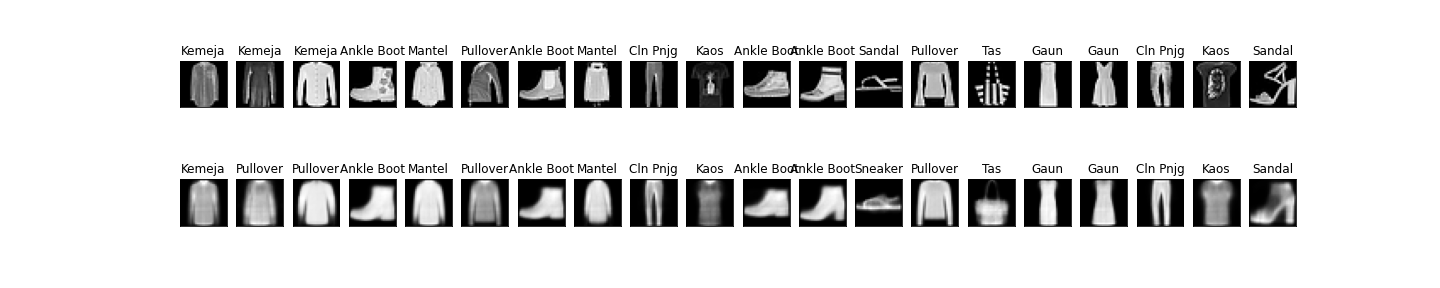 Kemeja Kemeja Kemeja Ankle Boot Mantel Pullover Ankle Boot Mantel Cln Pnjg Kaos Ankle Boot Ankle Boot Sandal Pullover Tas Gaun Gaun Cln Pnjg Kaos Sandal
Kemeja Pullover Pullover Ankle Boot Mantel Pullover Ankle Boot Mantel Cln Pnjg Kaos Ankle Boot Ankle Boot Sneaker Pullover Tas Gaun Gaun Cln Pnjg Kaos Sandal